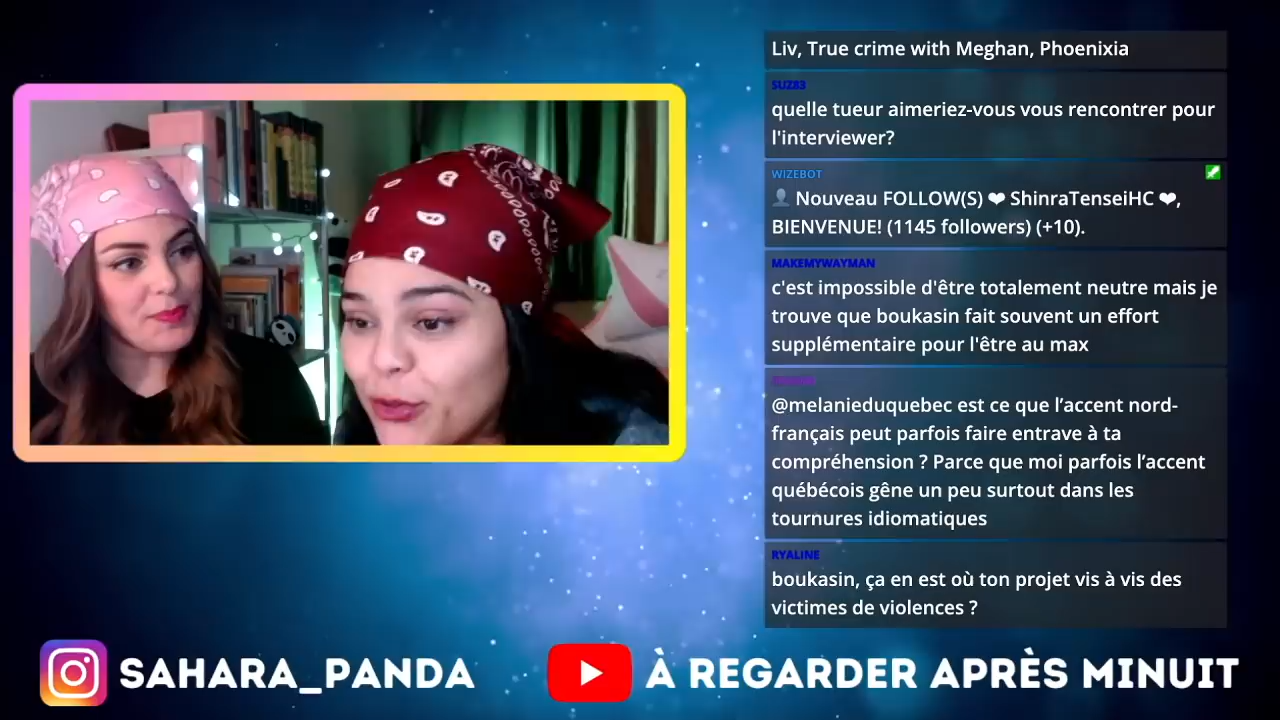 Liv, True crime with Meghan, Phoenixia
SUZ83
quelle tueur aimeriez-vous vous rencontrer pour
l'interviewer?
WIZEBOT
Nouveau FOLLOW(S) ❤ ShinraTenseiHC ❤,
BIENVENUE! (1145 followers) (+10).
MAKEMYWAYMAN
c'est impossible d'être totalement neutre mais je
trouve que boukasin fait souvent un effort
supplémentaire pour l'être au max
@melanieduquebec est ce que l’accent nord-
français peut parfois faire entrave à ta
compréhension ? Parce que moi parfois l’accent
québécois gêne un peu surtout dans les
tournures idiomatiques
RYALINE
boukasin, ça en est où ton projet vis à vis des
victimes de violences ?
SAHARA_PANDA
À REGARDER APRÈS MINUIT